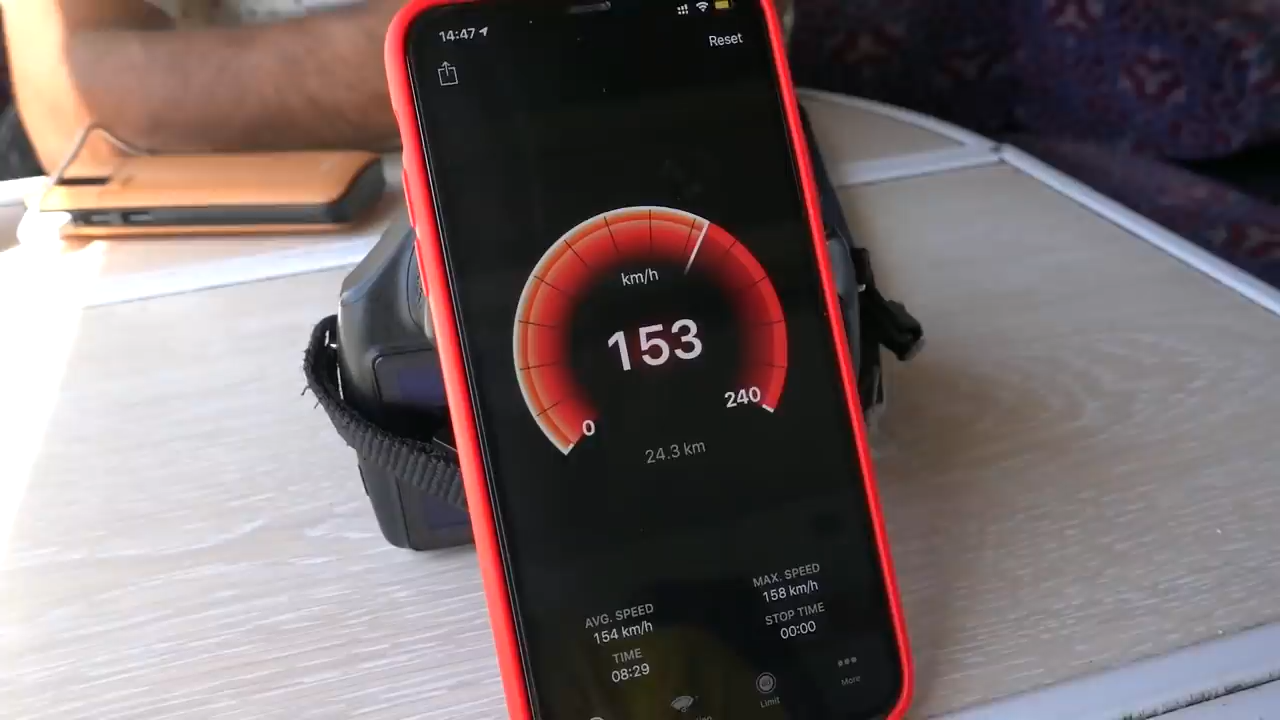 14:47
Reset
km/h
153
0
240
24.3 km
AVG. SPEED
154 km/h
MAX. SPEED
158 km/h
TIME
08:29
STOP TIME
00:00
Limit
More